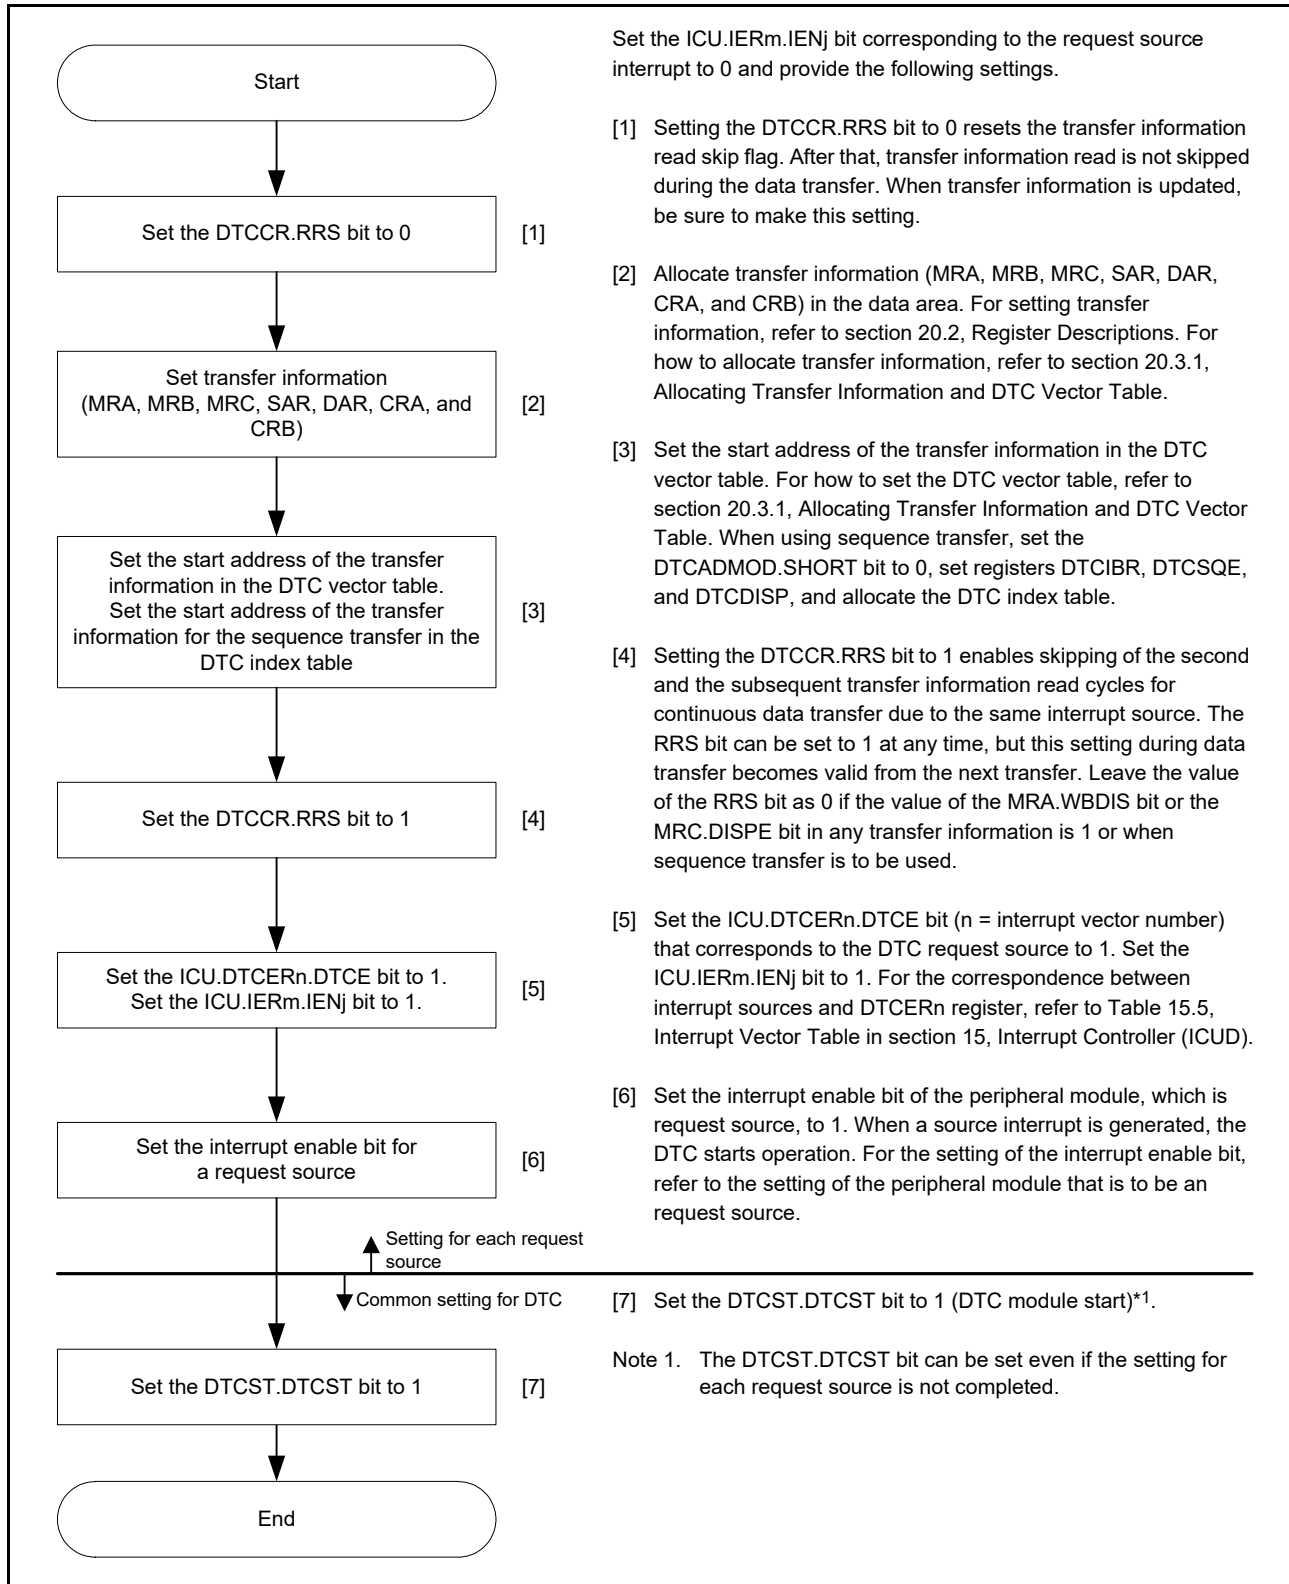 Start
Set the DTCCR.RRS bit to 0
[1]
Set transfer information
(MRA, MRB, MRC, SAR, DAR, CRA, and
CRB)
[2]
Set the start address of the transfer
information in the DTC vector table.
Set the start address of the transfer
information for the sequence transfer in the
DTC index table
[3]
Set the DTCCR.RRS bit to 1
[4]
Set the ICU.DTCERn.DTCE bit to 1.
Set the ICU.IERm.IENj bit to 1.
[5]
Set the interrupt enable bit for
a request source
[6]
Setting for each request
source
Common setting for DTC
Set the DTCST.DTCST bit to 1
[7]
End
Set the ICU.IERm.IENj bit corresponding to the request source
interrupt to 0 and provide the following settings.
[1] Setting the DTCCR.RRS bit to 0 resets the transfer information
read skip flag. After that, transfer information read is not skipped
during the data transfer. When transfer information is updated,
be sure to make this setting.
[2] Allocate transfer information (MRA, MRB, MRC, SAR, DAR,
CRA, and CRB) in the data area. For setting transfer
information, refer to section 20.2, Register Descriptions. For
how to allocate transfer information, refer to section 20.3.1,
Allocating Transfer Information and DTC Vector Table.
[3] Set the start address of the transfer information in the DTC
vector table. For how to set the DTC vector table, refer to
section 20.3.1, Allocating Transfer Information and DTC Vector
Table. When using sequence transfer, set the
DTCADMOD.SHORT bit to 0, set registers DTCIBR, DTCSQE,
and DTCDISP, and allocate the DTC index table.
[4] Setting the DTCCR.RRS bit to 1 enables skipping of the second
and the subsequent transfer information read cycles for
continuous data transfer due to the same interrupt source. The
RRS bit can be set to 1 at any time, but this setting during data
transfer becomes valid from the next transfer. Leave the value
of the RRS bit as 0 if the value of the MRA.WBDIS bit or the
MRC.DISPE bit in any transfer information is 1 or when
sequence transfer is to be used.
[5] Set the ICU.DTCERn.DTCE bit (n = interrupt vector number)
that corresponds to the DTC request source to 1. Set the
ICU.IERm.IENj bit to 1. For the correspondence between
interrupt sources and DTCERn register, refer to Table 15.5,
Interrupt Vector Table in section 15, Interrupt Controller (ICUD).
[6] Set the interrupt enable bit of the peripheral module, which is
request source, to 1. When a source interrupt is generated, the
DTC starts operation. For the setting of the interrupt enable bit,
refer to the setting of the peripheral module that is to be an
request source.
[7] Set the DTCST.DTCST bit to 1 (DTC module start)*1.
Note 1. The DTCST.DTCST bit can be set even if the setting for
each request source is not completed.